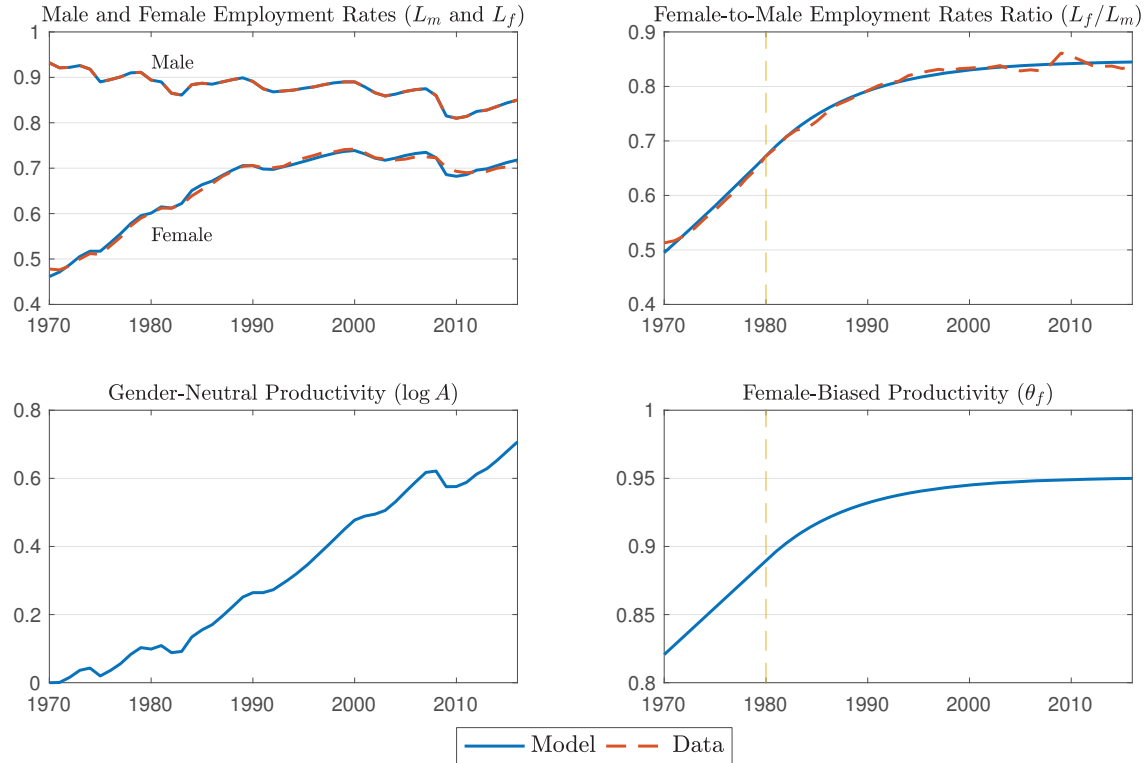 Male and Female Employment Rates (L_m and L_f)
1
0.9
0.8
0.7
0.6
0.5
0.4
Male
Female
1970 1980 1990 2000 2010
Female-to-Male Employment Rates Ratio (L_f/L_m)
0.9
0.8
0.7
0.6
0.5
0.4
1970 1980 1990 2000 2010
Gender-Neutral Productivity (log A)
0.8
0.6
0.4
0.2
0
1970 1980 1990 2000 2010
Female-Biased Productivity (θ_f)
1
0.95
0.9
0.85
0.8
1970 1980 1990 2000 2010
Model Data